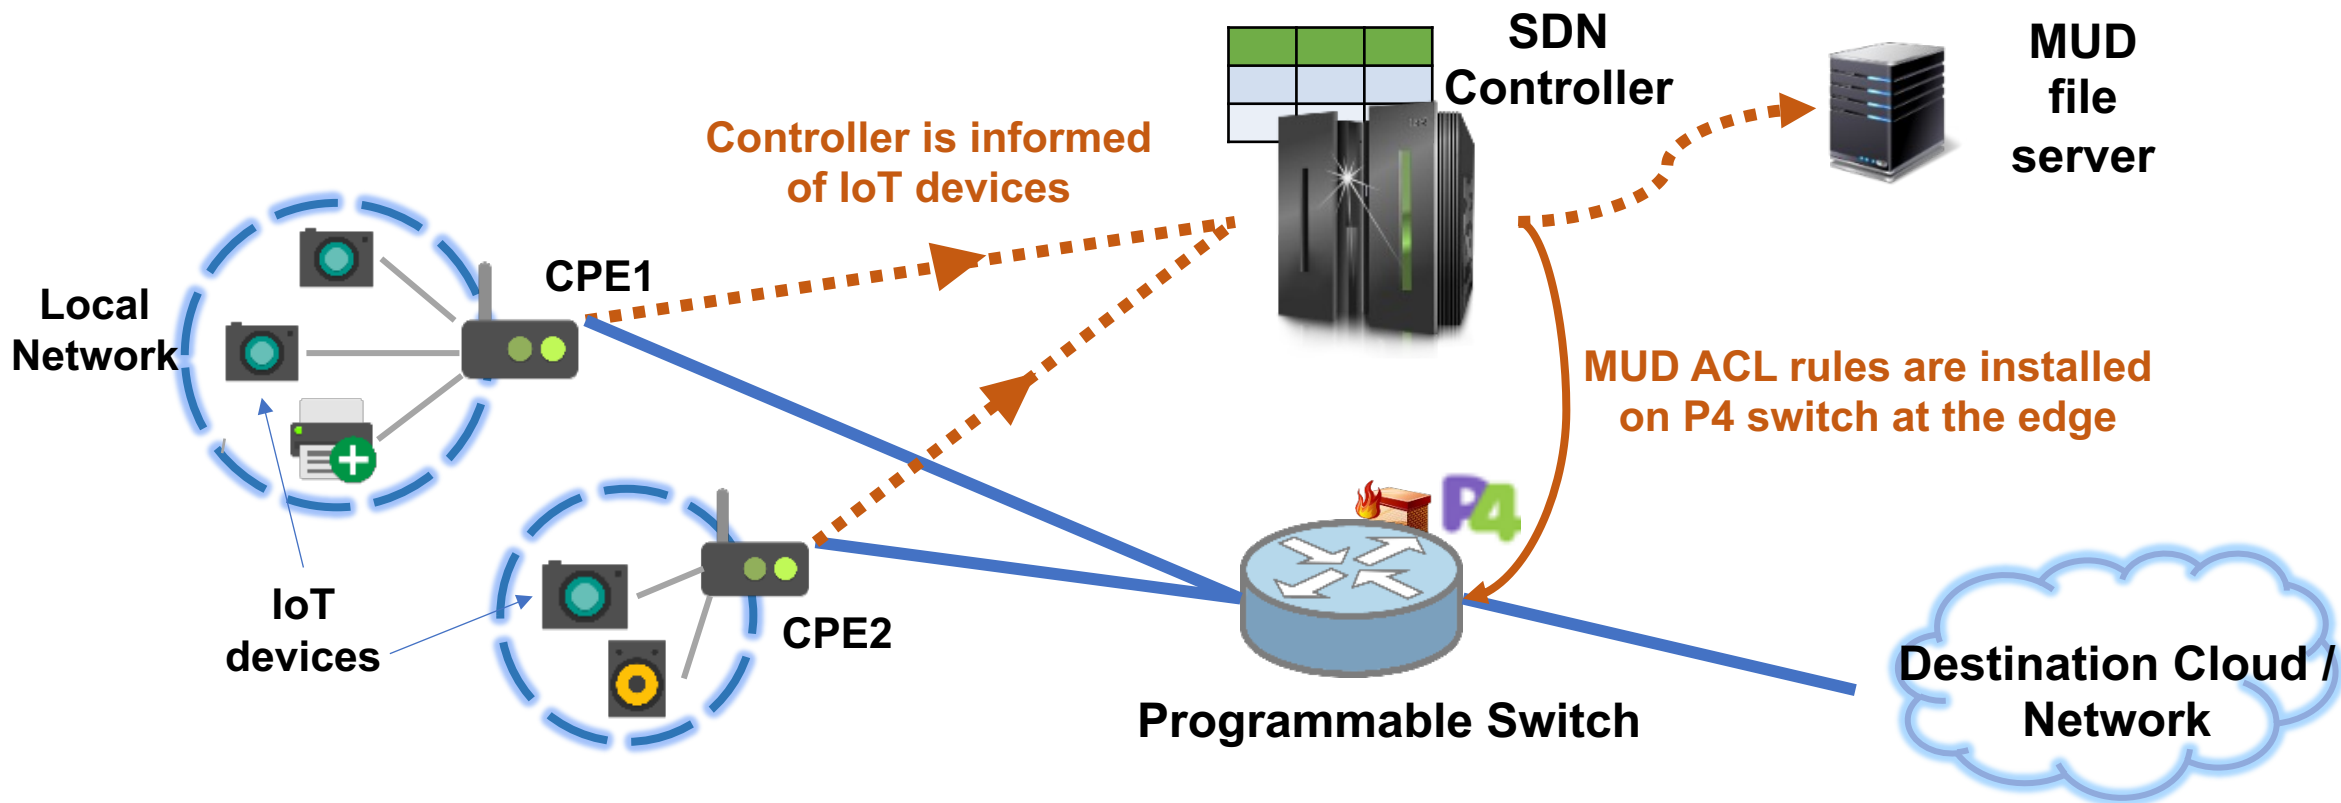 SDN
Controller
MUD
file
server
Controller is informed
of IoT devices
CPE1
Local
Network
MUD ACL rules are installed
on P4 switch at the edge
P4
IoT
devices
CPE2
Programmable Switch
Destination Cloud /
Network